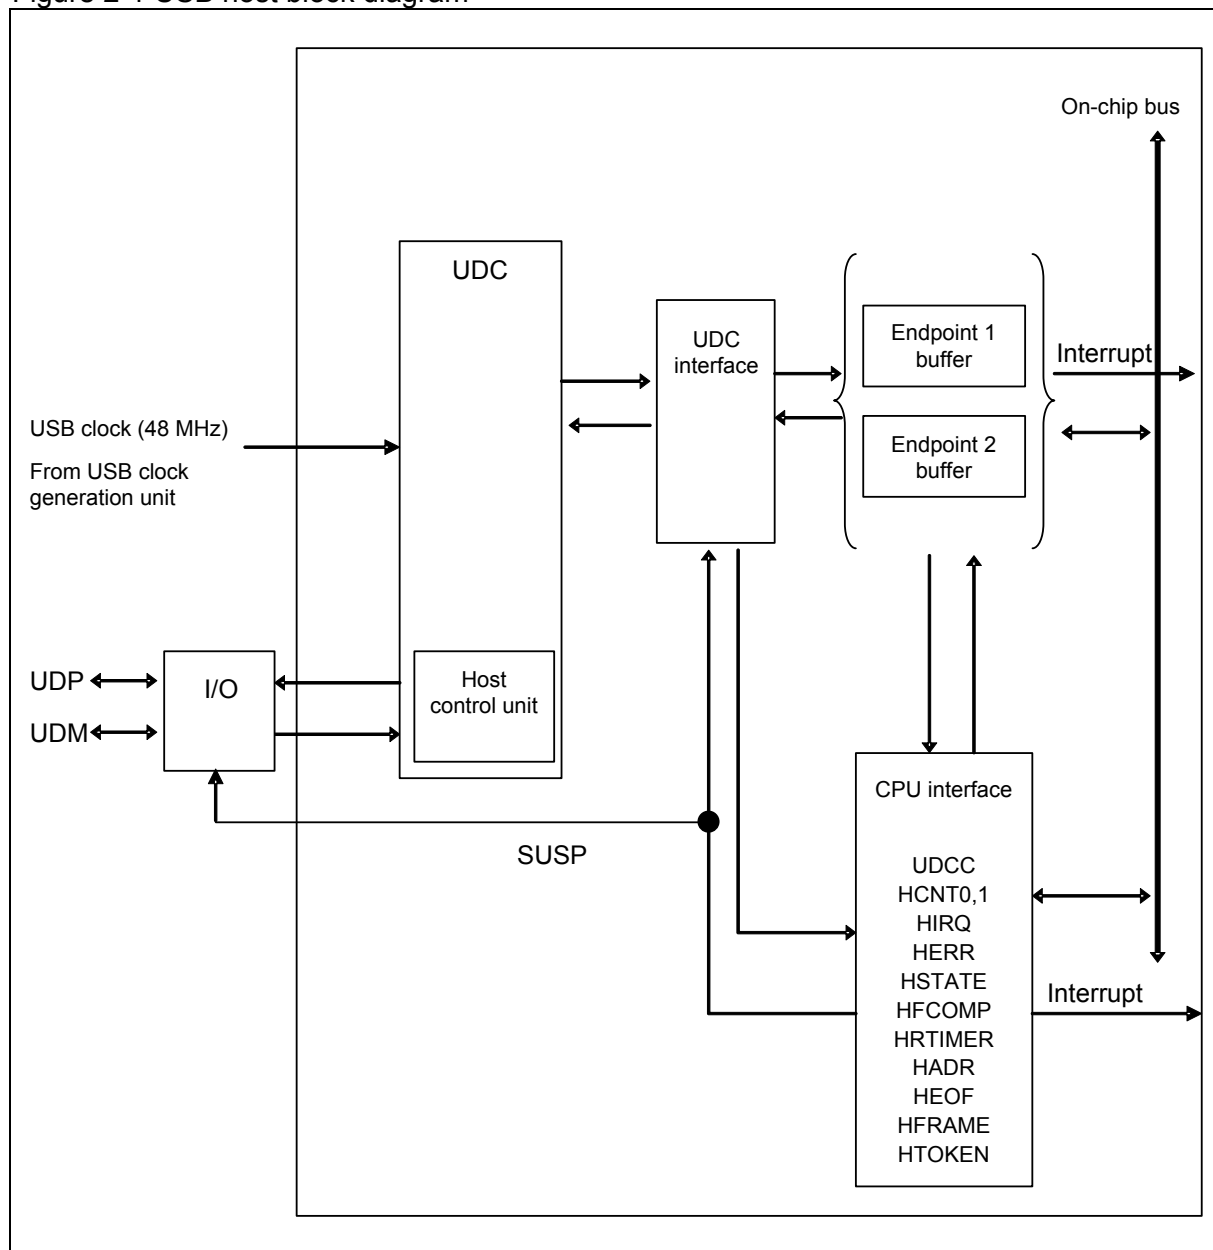 Figure 2-1 USB host block diagram
On-chip bus
UDC
UDC
interface
Endpoint 1
buffer
Interrupt
Endpoint 2
buffer
USB clock (48 MHz)
From USB clock
generation unit
UDP
UDM
I/O
Host
control unit
SUSP
CPU interface
UDCC
HCNT0,1
HIRQ
HERR
HSTATE
HFCOMP
HRTIMER
HADR
HEOF
HFRAME
HTOKEN
Interrupt